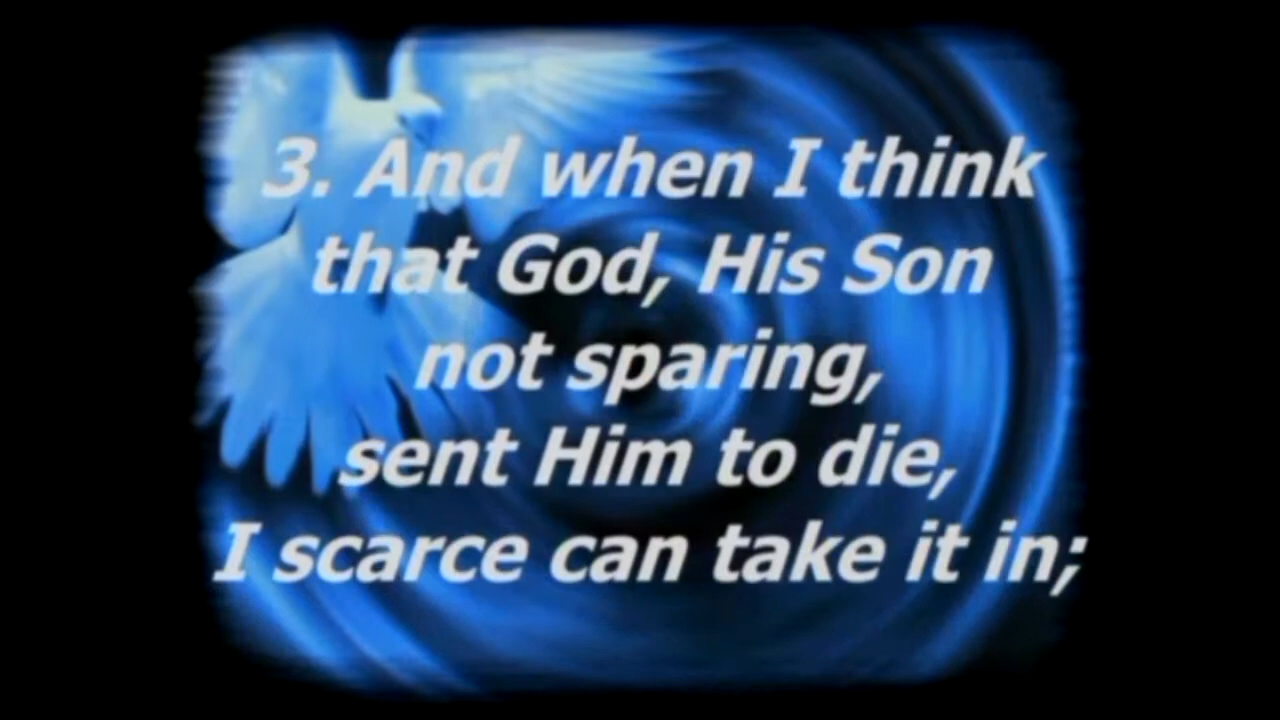 3. And when I think
that God, His Son
not sparing,
sent Him to die,
I scarce can take it in;